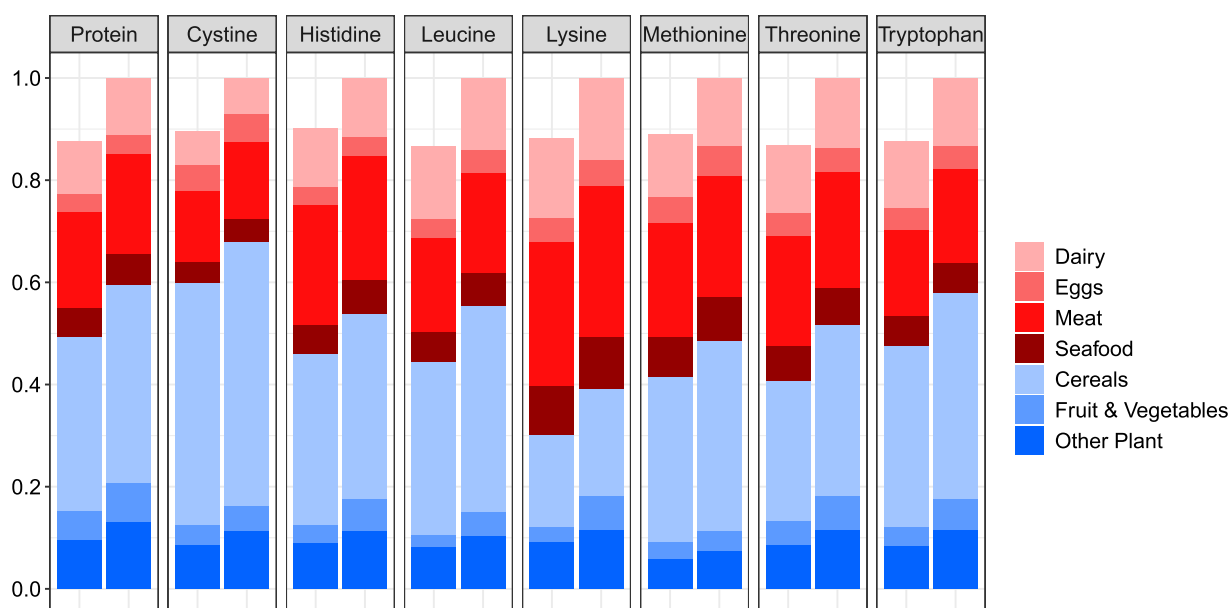 Protein Cystine Histidine Leucine Lysine Methionine Threonine Tryptophan
1.0
0.8
0.6
0.4
0.2
0.0
Dairy
Eggs
Meat
Seafood
Cereals
Fruit & Vegetables
Other Plant